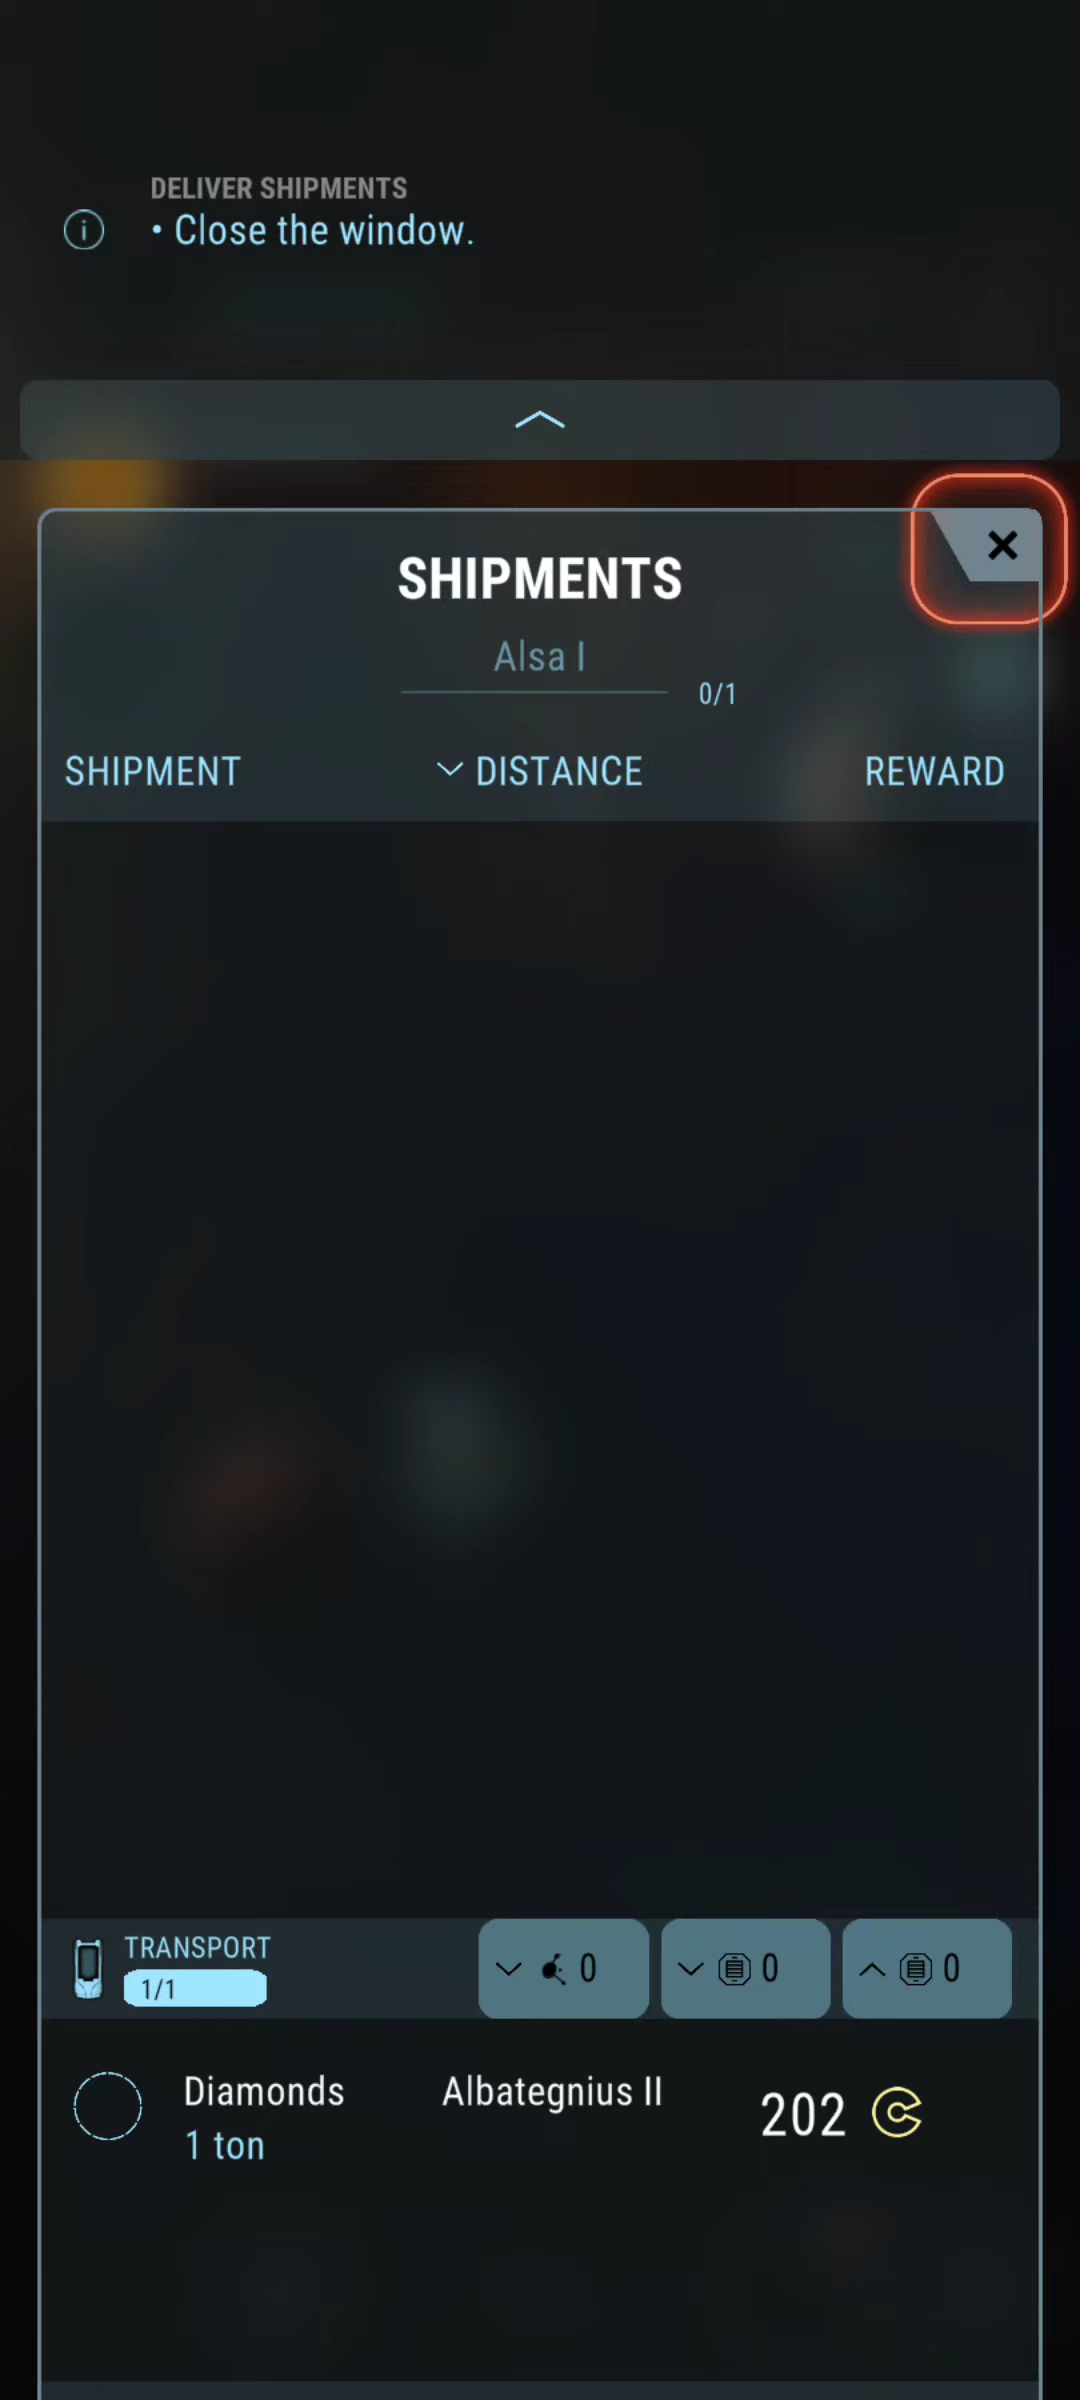 DELIVER SHIPMENTS
• Close the window.
SHIPMENTS
Alsa I
0/1
SHIPMENT DISTANCE REWARD
TRANSPORT
1/1
0 0 0
Diamonds Albategnius II 202
1 ton